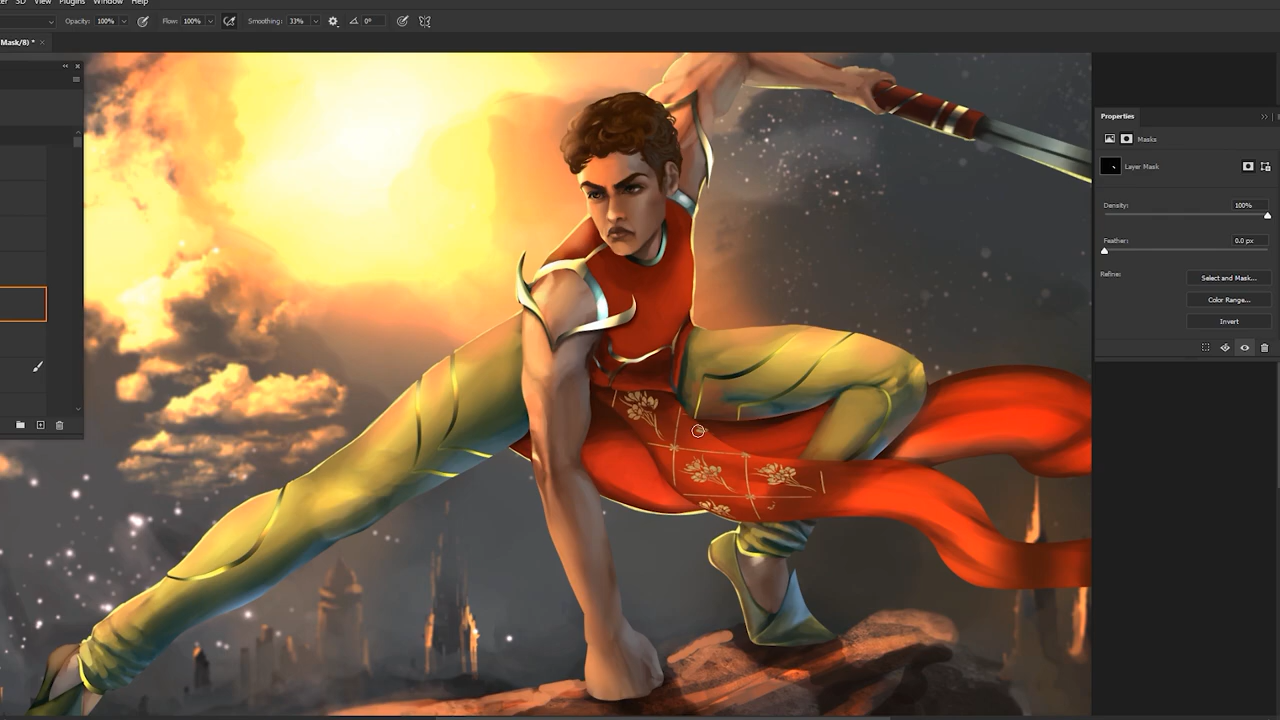 3D View Plugins Window Help
Opacity: 100% Flow: 100% Smoothing: 33% 0°
Mask/8) *
Properties
Masks
Layer Mask
Density: 100%
Feather: 0.0 px
Refine: Select and Mask...
Color Range...
Invert